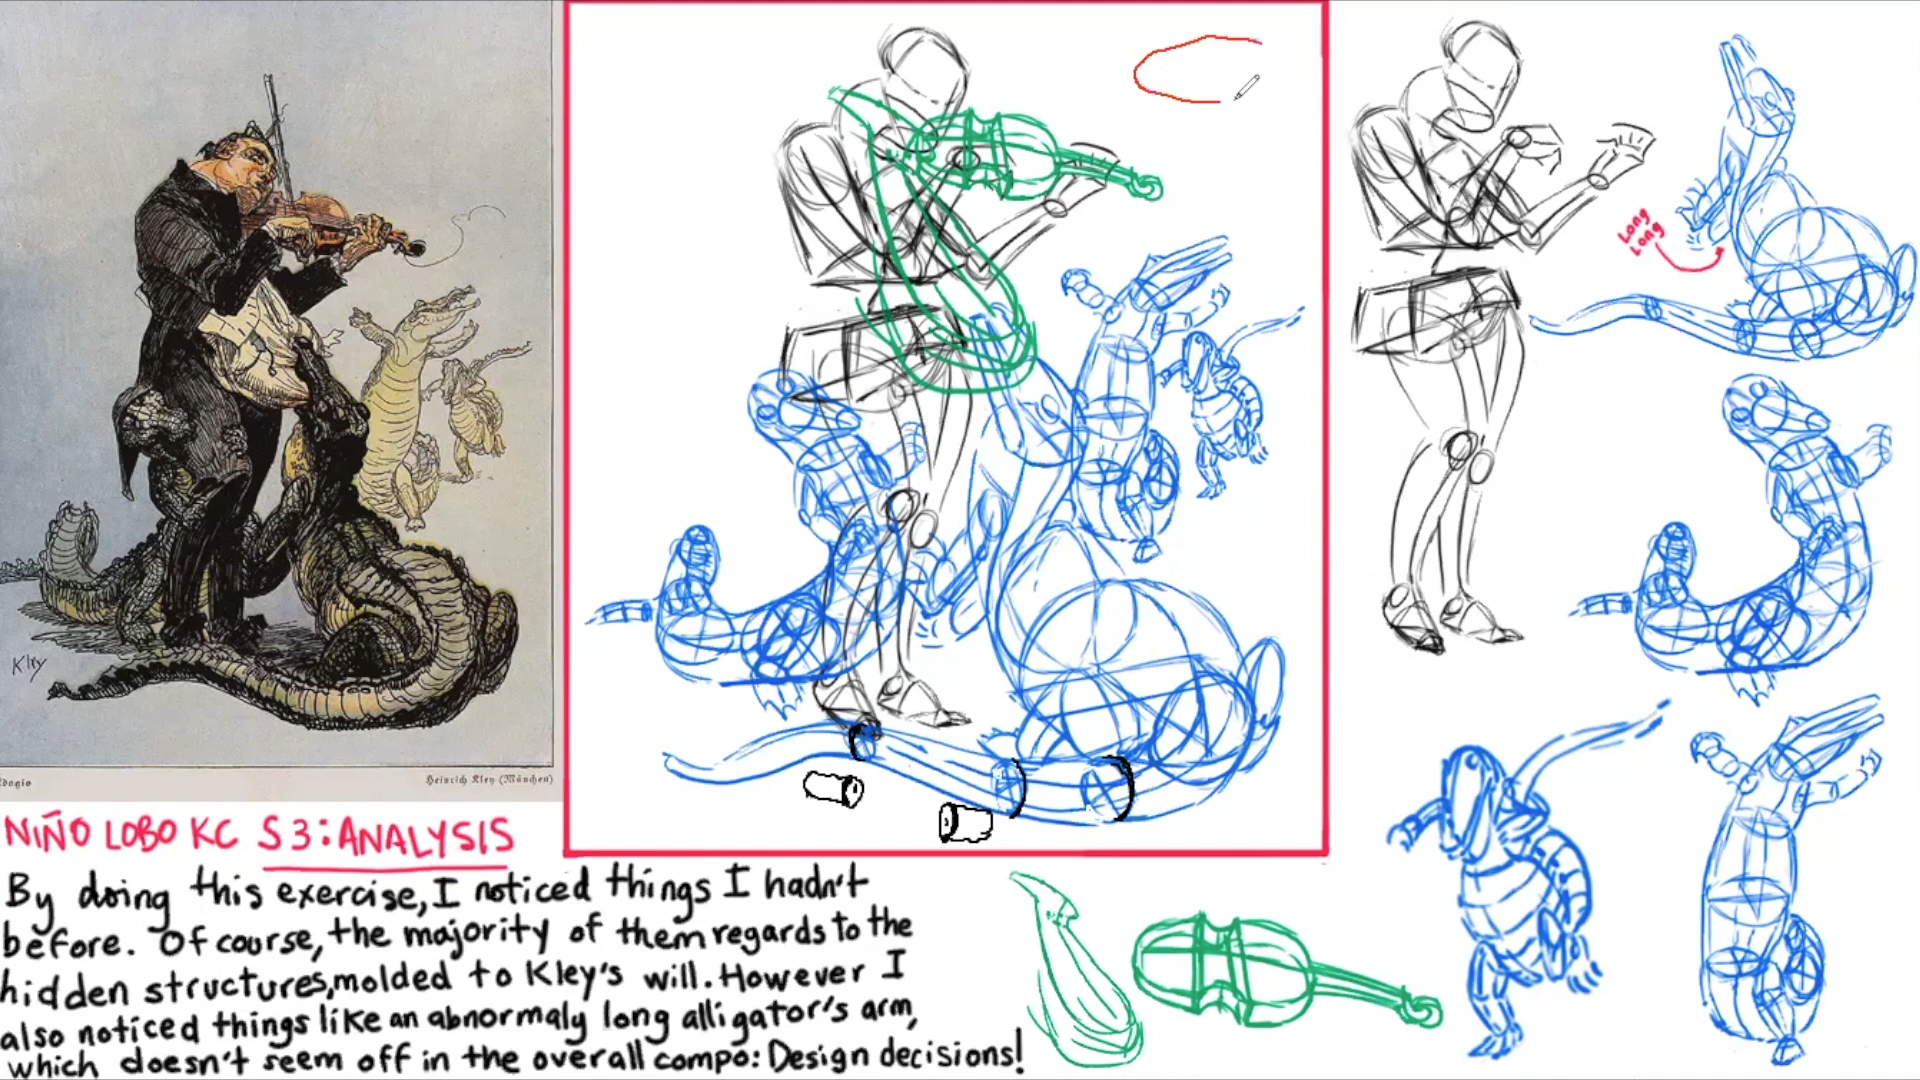 Kley
dagio
Heinrich Kley (München)
Long
Long
NIÑO LOBO KC S3: ANALYSIS
By doing this exercise, I noticed things I hadn't
before. Of course, the majority of them regards to the
hidden structures, molded to Kley's will. However I
also noticed things like an abnormaly long alligator's arm,
which doesn't seem off in the overall compo: Design decisions!